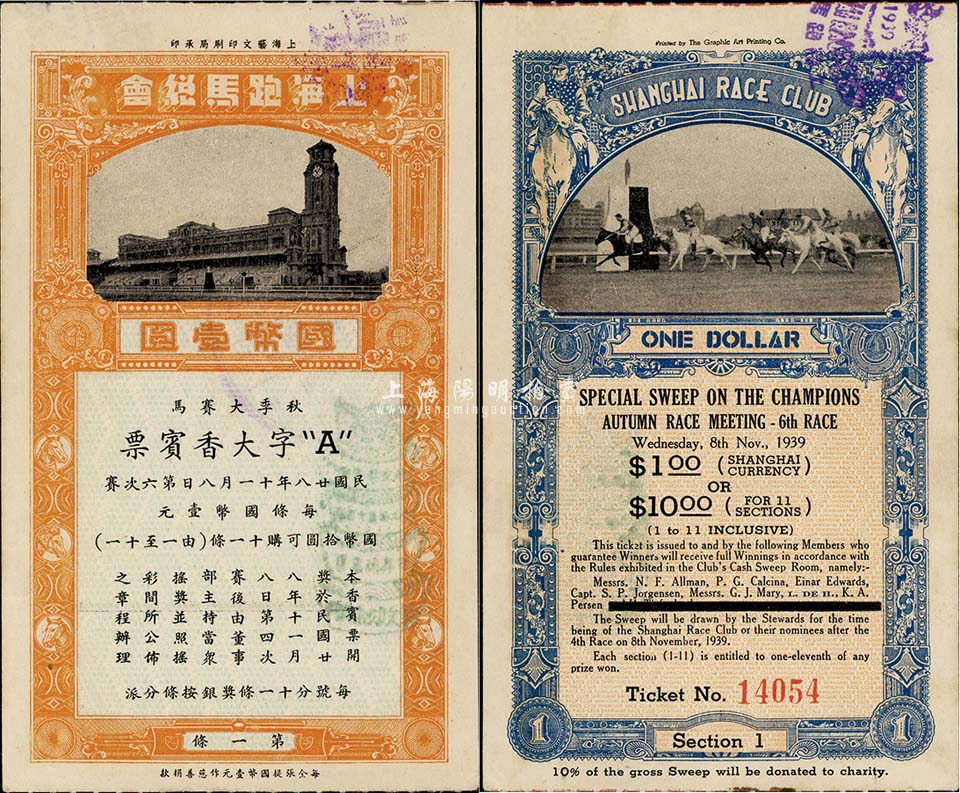 上海藝文印刷局承印
上海跑馬總會
國幣壹圓
秋季大賽馬
"A"字大香賓票
民國廿八年十一月八日第六次賽
每條國幣壹元
國幣拾圓可購十一條(由一至十一)
本香賓票開
獎於民國廿
八年十一月
八日第四次
賽後由董事
部主持當眾
搖獎並照搖
彩間所公佈
之章程辦理
每號分十一條獎銀按條分派
第一條
每全張提國幣壹元作慈善捐款
Printed by The Graphic Art Printing Co.
1939
SHANGHAI RACE CLUB
ONE DOLLAR
SPECIAL SWEEP ON THE CHAMPIONS
AUTUMN RACE MEETING - 6th RACE
Wednesday, 8th Nov., 1939
$1.00 (SHANGHAI CURRENCY)
OR
$10.00 (FOR 11 SECTIONS)
(1 to 11 INCLUSIVE)
This ticket is issued to and by the following Members who
guarantee Winners will receive full Winnings in accordance with
the Rules exhibited in the Club's Cash Sweep Room, namely:-
Messrs. N. F. Allman, P. G. Calcina, Einar Edwards,
Capt. S. P. Jorgensen, Messrs. G. J. Mary, L. DE H., K. A.
Persen
The Sweep will be drawn by the Stewards for the time
being of the Shanghai Race Club or their nominees after the
4th Race on 8th November, 1939.
Each section (1-11) is entitled to one-eleventh of any
prize won.
Ticket No. 14054
1
Section 1
1
10% of the gross Sweep will be donated to charity.
上海陽明拍賣
www.yangmingauction.com